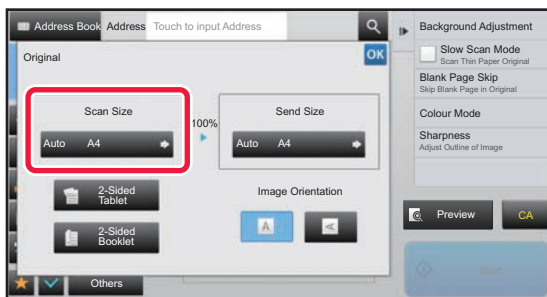 Address Book Address Touch to input Address
Original
OK
Scan Size
Auto A4
100%
Send Size
Auto A4
2-Sided
Tablet
2-Sided
Booklet
Image Orientation
A
A
Others
Background Adjustment
Slow Scan Mode
Scan Thin Paper Original
Blank Page Skip
Skip Blank Page in Original
Colour Mode
Sharpness
Adjust Outline of Image
Preview
CA
Start